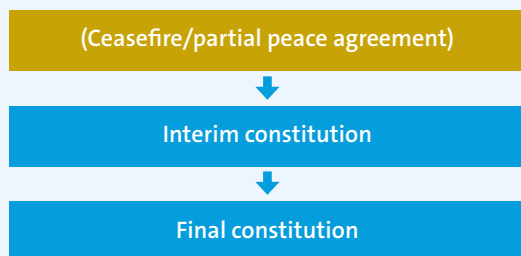 (Ceasefire/partial peace agreement)
Interim constitution
Final constitution